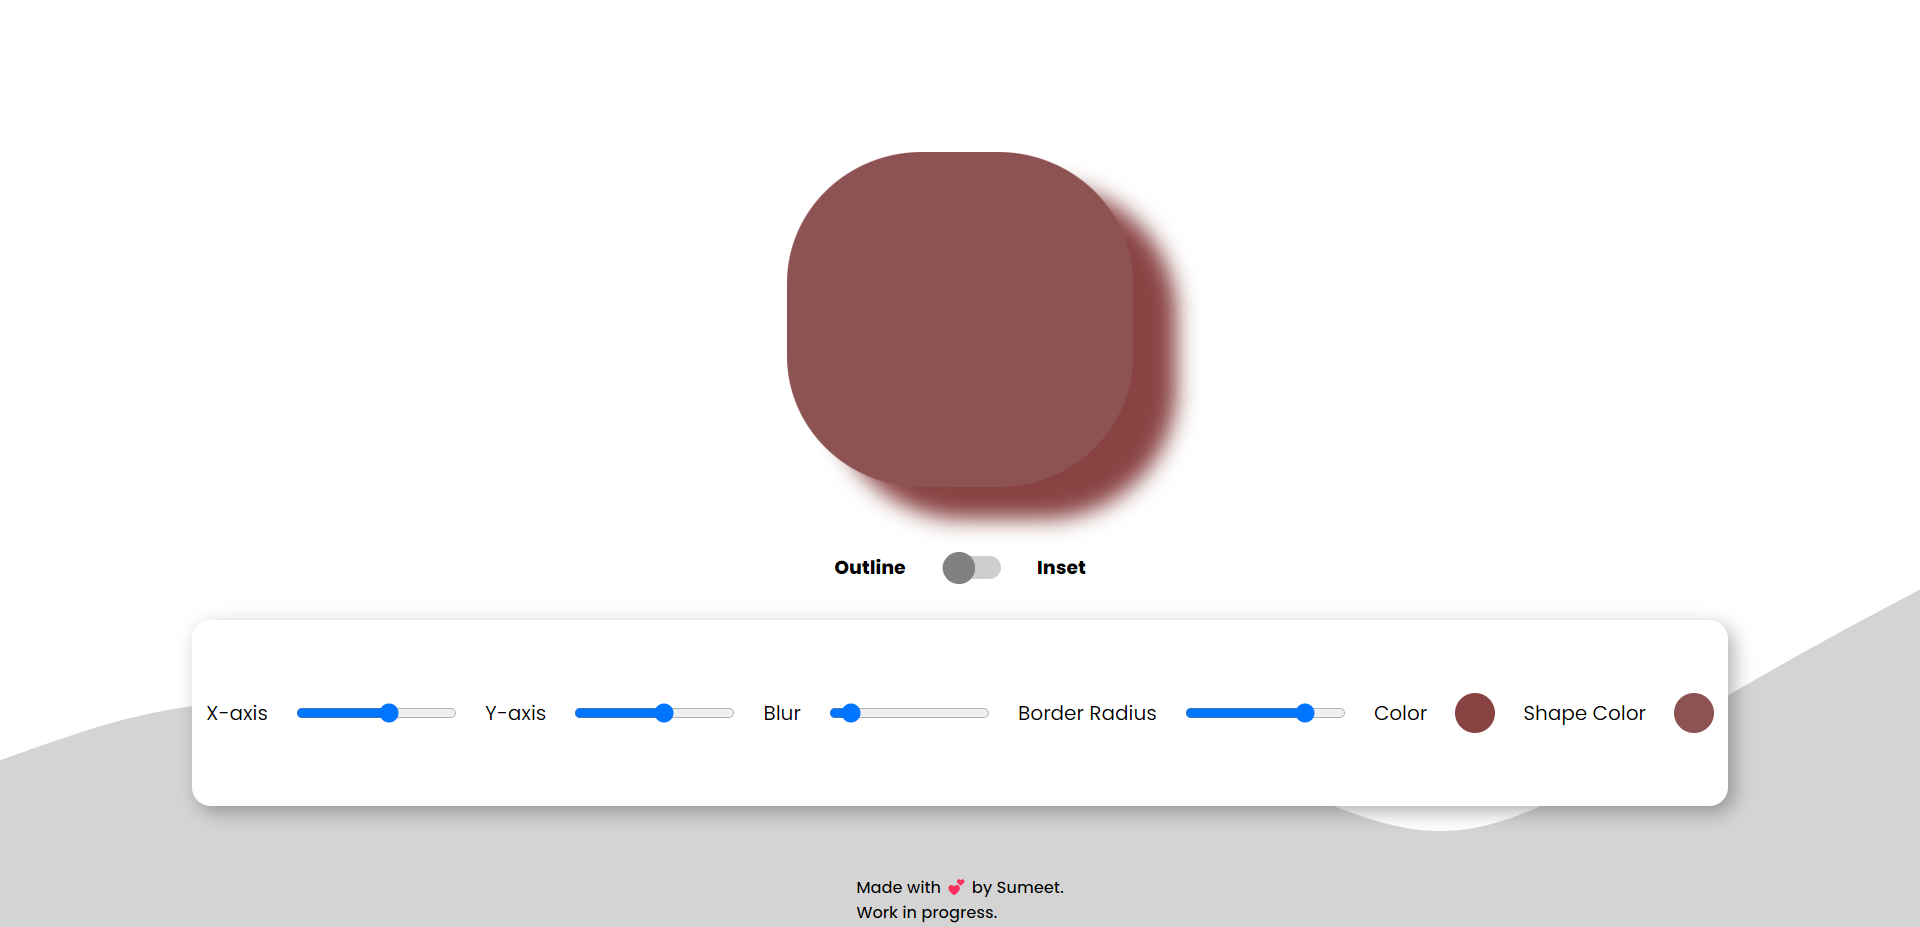 Outline Inset
X-axis Y-axis Blur Border Radius Color Shape Color
Made with 💕 by Sumeet.
Work in progress.